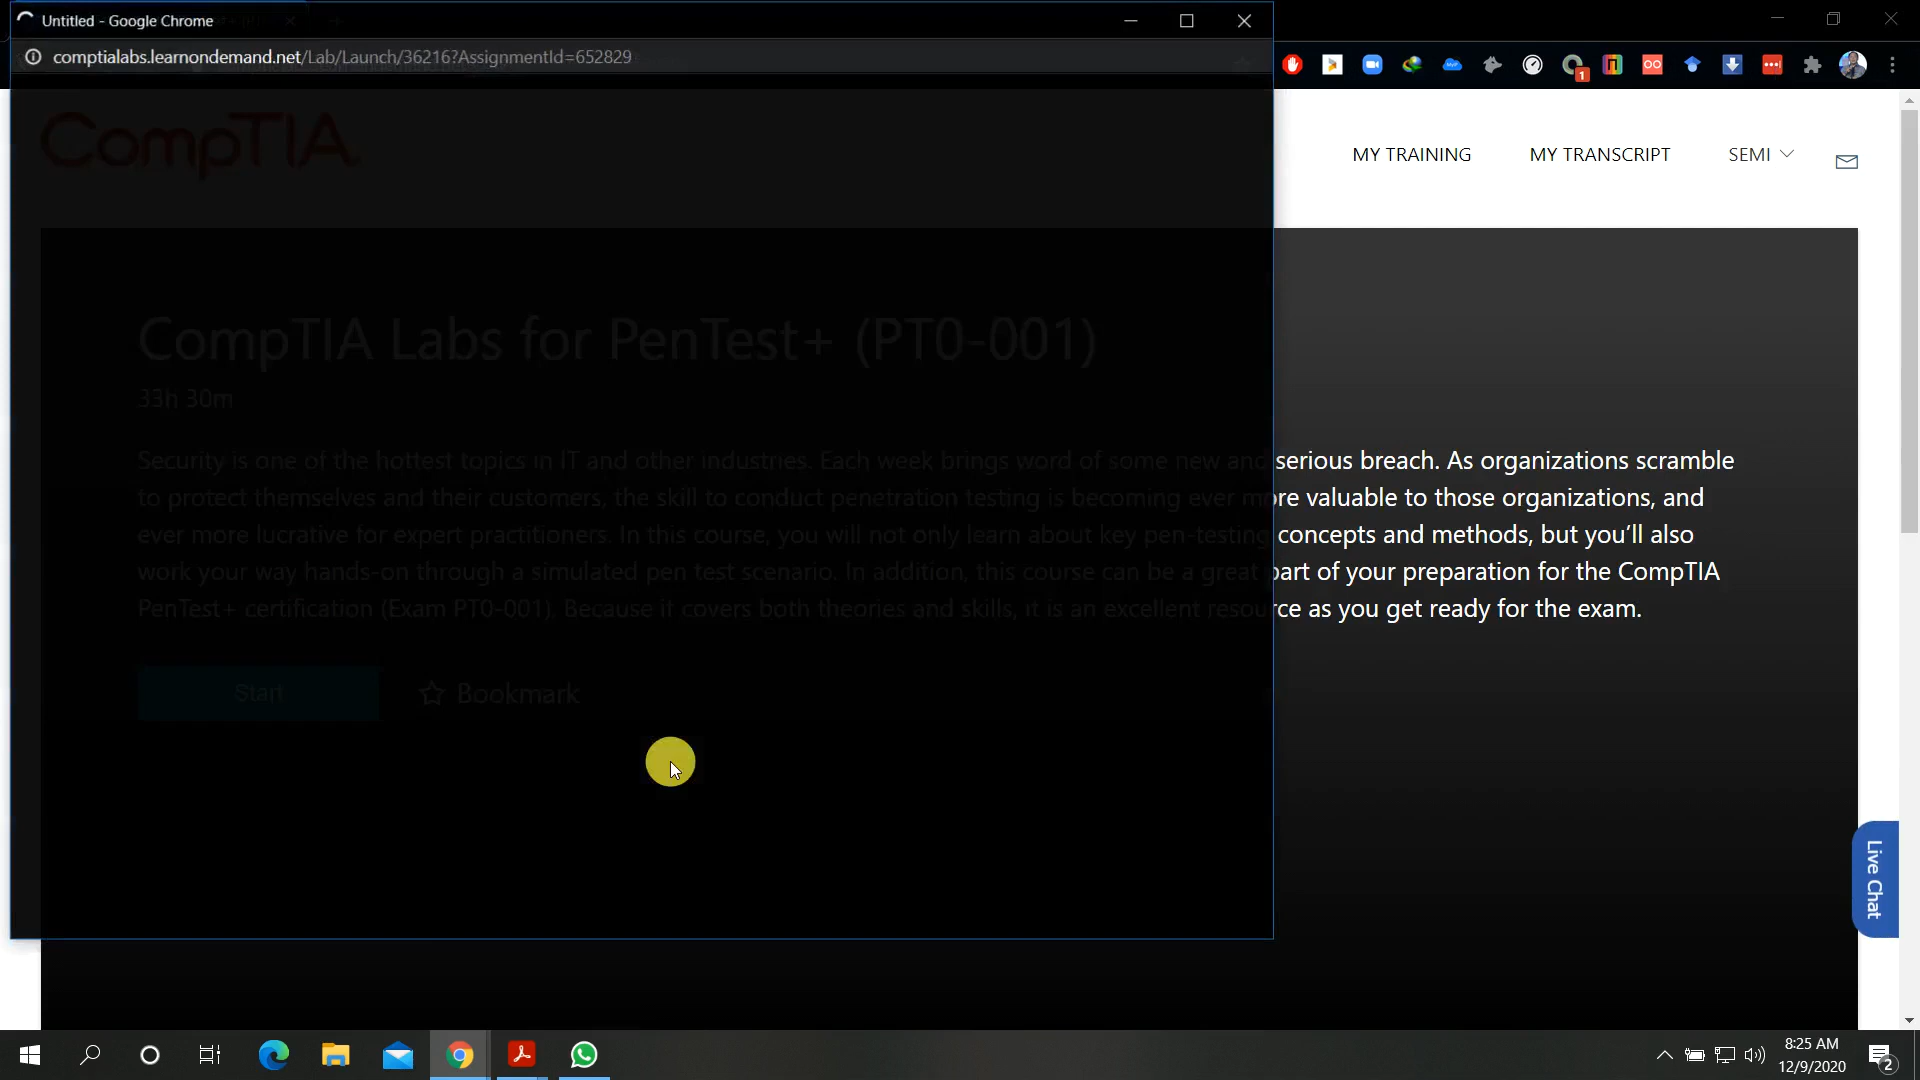 Untitled - Google Chrome
comptialabs.learnondemand.net/Lab/Launch/36216?AssignmentId=652829
CompTIA.
MY TRAINING
MY TRANSCRIPT
SEMI
CompTIA Labs for PenTest+ (PT0-001)
33h 30m
Security is one of the hottest topics in IT and other industries. Each week brings word of some new and serious breach. As organizations scramble
to protect themselves and their customers, the skill to conduct penetration testing is becoming ever more valuable to those organizations, and
ever more lucrative for expert practitioners. In this course, you will not only learn about key pen-testing concepts and methods, but you’ll also
work your way hands-on through a simulated pen test scenario. In addition, this course can be a great part of your preparation for the CompTIA
PenTest+ certification (Exam PT0-001). Because it covers both theories and skills, it is an excellent resource as you get ready for the exam.
Start
Bookmark
Live Chat
1
8:25 AM
12/9/2020
2